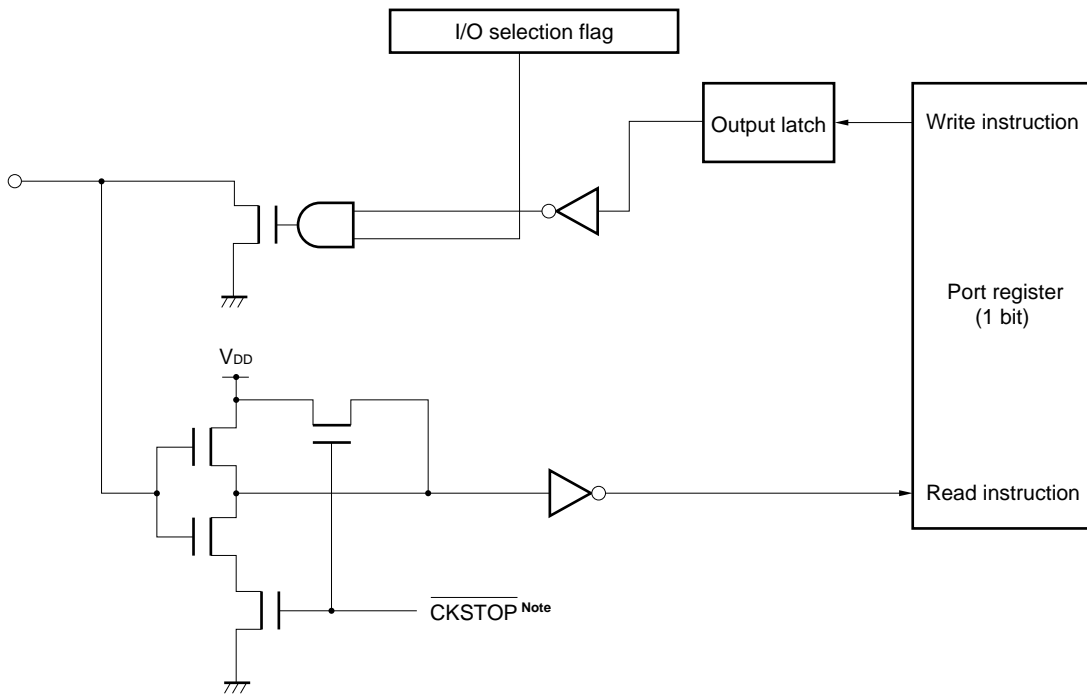 I/O selection flag
Output latch
Write instruction
Port register
(1 bit)
VDD
Read instruction
CKSTOP Note